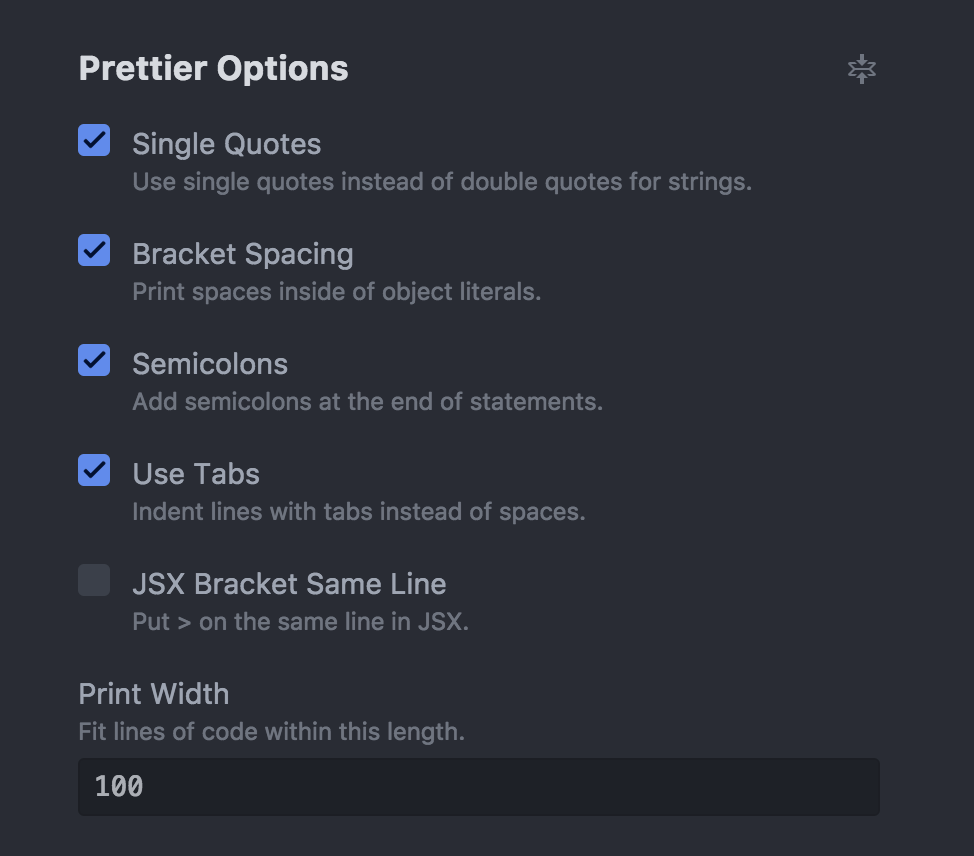 Prettier Options
Single Quotes
Use single quotes instead of double quotes for strings.
Bracket Spacing
Print spaces inside of object literals.
Semicolons
Add semicolons at the end of statements.
Use Tabs
Indent lines with tabs instead of spaces.
JSX Bracket Same Line
Put > on the same line in JSX.
Print Width
Fit lines of code within this length.
100